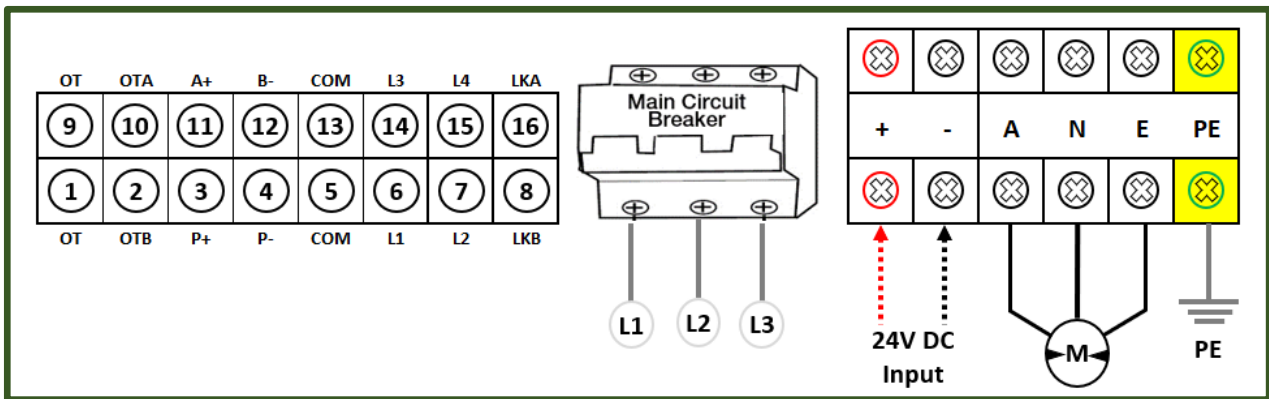 OT OTA A+ B- COM L3 L4 LKA
9 10 11 12 13 14 15 16
1 2 3 4 5 6 7 8
OT OTB P+ P- COM L1 L2 LKB
Main Circuit
Breaker
L1 L2 L3
+ - A N E PE
24V DC
Input
M
PE